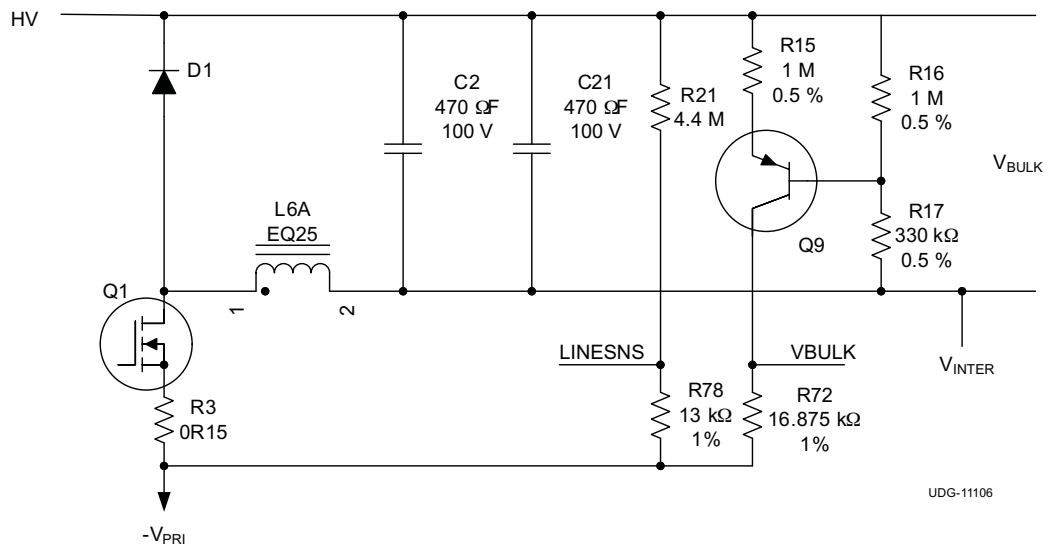 HV
D1
C2
470 ΩF
100 V
C21
470 ΩF
100 V
R21
4.4 M
R15
1 M
0.5 %
R16
1 M
0.5 %
VBULK
R17
330 kΩ
0.5 %
Q9
L6A
EQ25
1
2
Q1
R3
0R15
LINESNS
VBULK
VINTER
R78
13 kΩ
1%
R72
16.875 kΩ
1%
-VPRI
UDG-11106